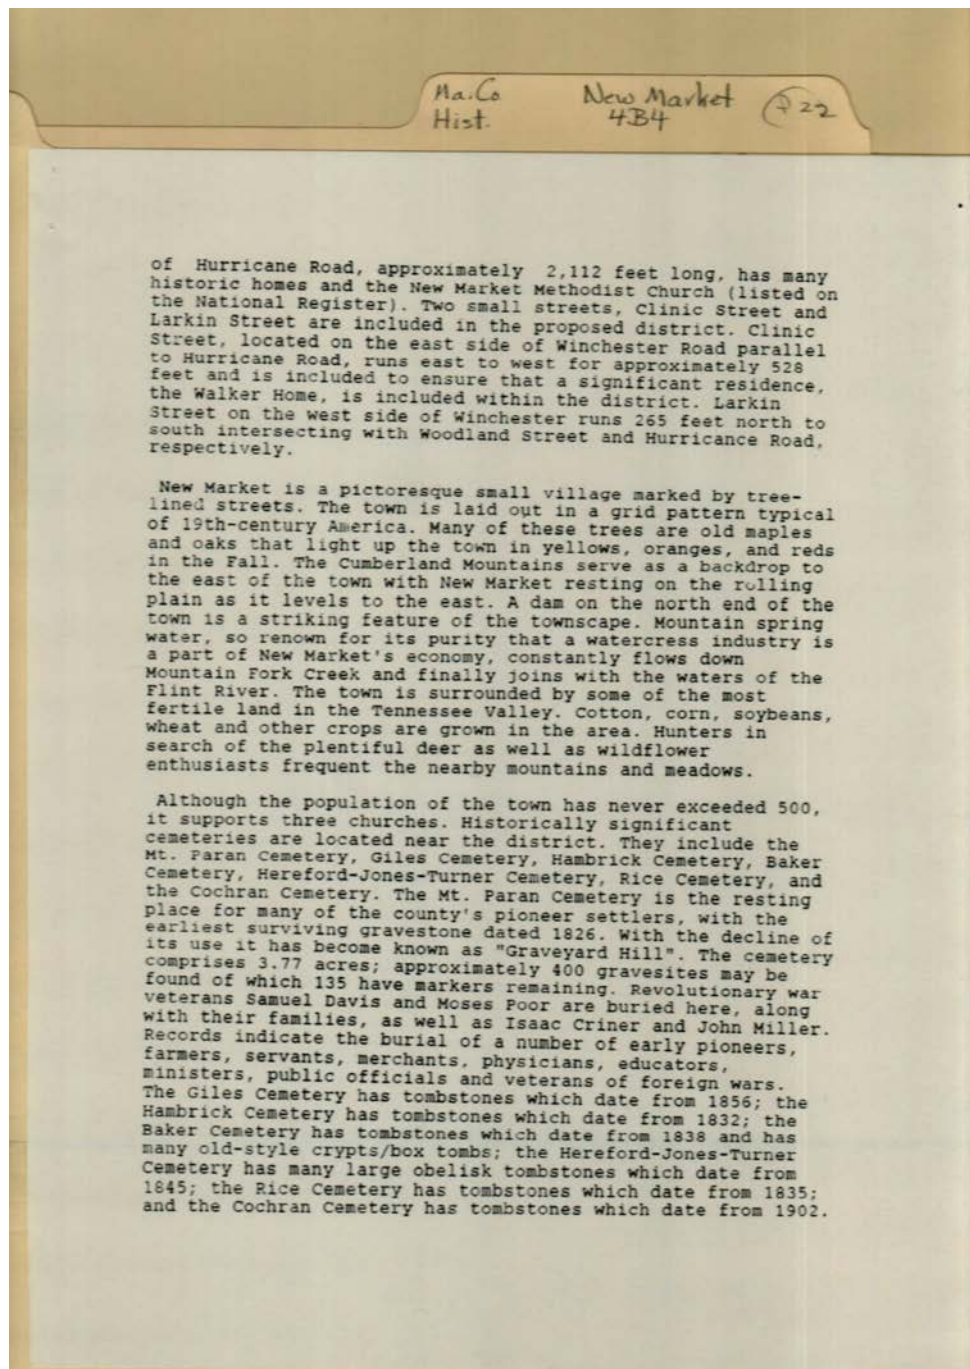 Ma.Co New Market P22
Hist. 4B4
of Hurricane Road, approximately 2,112 feet long, has many
historic homes and the New Market Methodist Church (listed on
the National Register). Two small streets, Clinic Street and
Larkin Street are included in the proposed district. Clinic
Street, located on the east side of Winchester Road parallel
to Hurricane Road, runs east to west for approximately 528
feet and is included to ensure that a significant residence,
the Walker Home, is included within the district. Larkin
Street on the west side of Winchester runs 265 feet north to
south intersecting with Woodland Street and Hurricance Road,
respectively.
New Market is a pictoresque small village marked by tree-
lined streets. The town is laid out in a grid pattern typical
of 19th-century America. Many of these trees are old maples
and oaks that light up the town in yellows, oranges, and reds
in the Fall. The Cumberland Mountains serve as a backdrop to
the east of the town with New Market resting on the rolling
plain as it levels to the east. A dam on the north end of the
town is a striking feature of the townscape. Mountain spring
water, so renown for its purity that a watercress industry is
a part of New Market's economy, constantly flows down
Mountain Fork Creek and finally joins with the waters of the
Flint River. The town is surrounded by some of the most
fertile land in the Tennessee Valley. Cotton, corn, soybeans,
wheat and other crops are grown in the area. Hunters in
search of the plentiful deer as well as wildflower
enthusiasts frequent the nearby mountains and meadows.
Although the population of the town has never exceeded 500,
it supports three churches. Historically significant
cemeteries are located near the district. They include the
Mt. Paran Cemetery, Giles Cemetery, Hambrick Cemetery, Baker
Cemetery, Hereford-Jones-Turner Cemetery, Rice Cemetery, and
the Cochran Cemetery. The Mt. Paran Cemetery is the resting
place for many of the county's pioneer settlers, with the
earliest surviving gravestone dated 1826. With the decline of
its use it has become known as "Graveyard Hill". The cemetery
comprises 3.77 acres; approximately 400 gravesites may be
found of which 135 have markers remaining. Revolutionary war
veterans Samuel Davis and Moses Poor are buried here, along
with their families, as well as Isaac Criner and John Miller.
Records indicate the burial of a number of early pioneers,
farmers, servants, merchants, physicians, educators,
ministers, public officials and veterans of foreign wars.
The Giles Cemetery has tombstones which date from 1856; the
Hambrick Cemetery has tombstones which date from 1832; the
Baker Cemetery has tombstones which date from 1838 and has
many old-style crypts/box tombs; the Hereford-Jones-Turner
Cemetery has many large obelisk tombstones which date from
1845; the Rice Cemetery has tombstones which date from 1835;
and the Cochran Cemetery has tombstones which date from 1902.